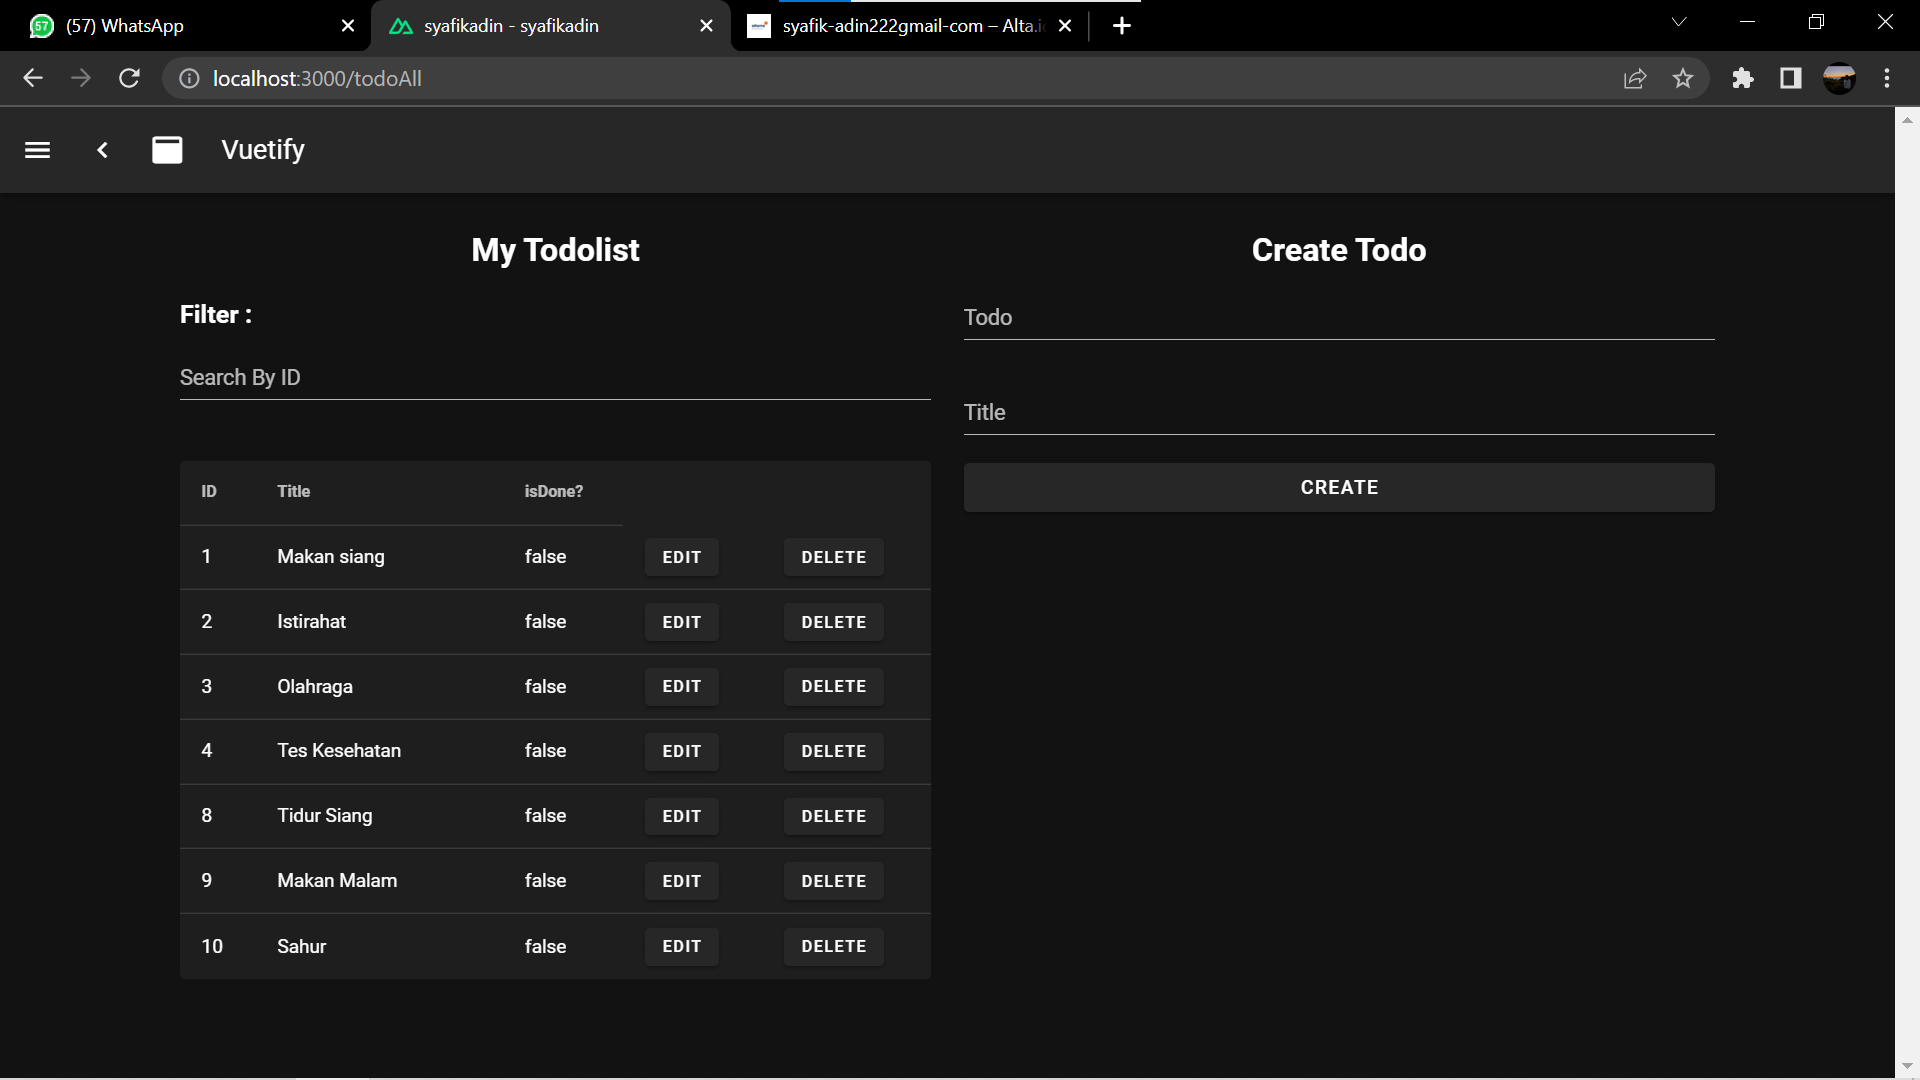 57 (57) WhatsApp
syafikadin - syafikadin
syafik-adin222gmail-com – Alta.i
localhost:3000/todoAll
Vuetify
My Todolist
Filter :
Search By ID
ID Title isDone?
1 Makan siang false EDIT DELETE
2 Istirahat false EDIT DELETE
3 Olahraga false EDIT DELETE
4 Tes Kesehatan false EDIT DELETE
8 Tidur Siang false EDIT DELETE
9 Makan Malam false EDIT DELETE
10 Sahur false EDIT DELETE
Create Todo
Todo
Title
CREATE